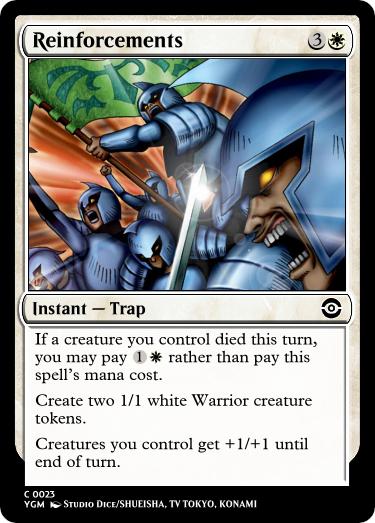 Reinforcements 3
Instant — Trap
If a creature you control died this turn,
you may pay 1 rather than pay this
spell's mana cost.
Create two 1/1 white Warrior creature
tokens.
Creatures you control get +1/+1 until
end of turn.
C 0023
YGM Studio Dice/SHUEISHA, TV TOKYO, KONAMI